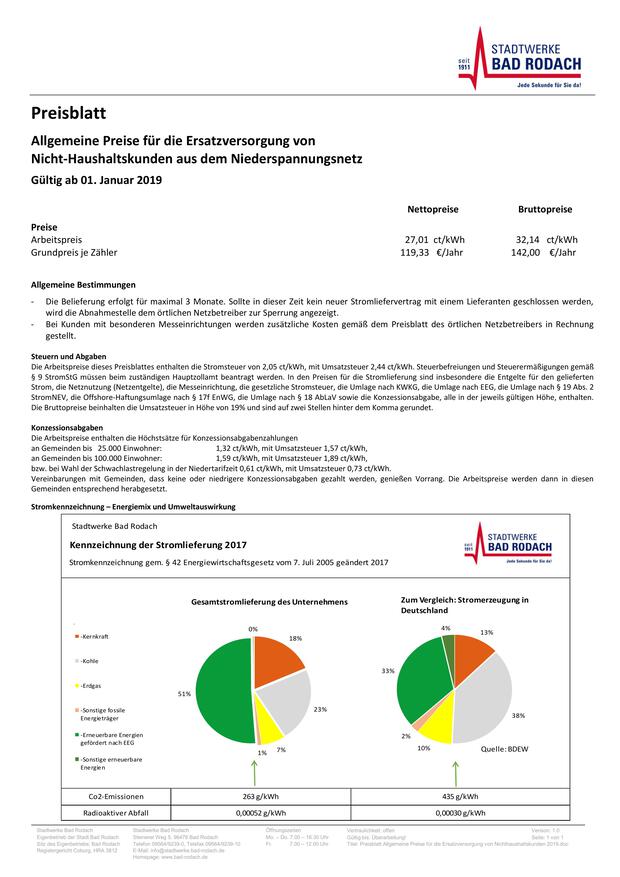 STADTWERKE
seit
1911
BAD RODACH
Jede Sekunde für Sie da!
Preisblatt
Allgemeine Preise für die Ersatzversorgung von
Nicht-Haushaltskunden aus dem Niederspannungsnetz
Gültig ab 01. Januar 2019
Nettopreise Bruttopreise
Preise
Arbeitspreis 27,01 ct/kWh 32,14 ct/kWh
Grundpreis je Zähler 119,33 €/Jahr 142,00 €/Jahr
Allgemeine Bestimmungen
- Die Belieferung erfolgt für maximal 3 Monate. Sollte in dieser Zeit kein neuer Stromliefervertrag mit einem Lieferanten geschlossen werden,
wird die Abnahmestelle dem örtlichen Netzbetreiber zur Sperrung angezeigt.
- Bei Kunden mit besonderen Messeinrichtungen werden zusätzliche Kosten gemäß dem Preisblatt des örtlichen Netzbetreibers in Rechnung
gestellt.
Steuern und Abgaben
Die Arbeitspreise dieses Preisblattes enthalten die Stromsteuer von 2,05 ct/kWh, mit Umsatzsteuer 2,44 ct/kWh. Steuerbefreiungen und Steuerermäßigungen gemäß
§ 9 StromStG müssen beim zuständigen Hauptzollamt beantragt werden. In den Preisen für die Stromlieferung sind insbesondere die Entgelte für den gelieferten
Strom, die Netznutzung (Netzentgelte), die Messeinrichtung, die gesetzliche Stromsteuer, die Umlage nach KWKG, die Umlage nach EEG, die Umlage nach § 19 Abs. 2
StromNEV, die Offshore-Haftungsumlage nach § 17f EnWG, die Umlage nach § 18 AbLaV sowie die Konzessionsabgabe, alle in der jeweils gültigen Höhe, enthalten.
Die Bruttopreise beinhalten die Umsatzsteuer in Höhe von 19% und sind auf zwei Stellen hinter dem Komma gerundet.
Konzessionsabgaben
Die Arbeitspreise enthalten die Höchstsätze für Konzessionsabgabenzahlungen
an Gemeinden bis 25.000 Einwohner: 1,32 ct/kWh, mit Umsatzsteuer 1,57 ct/kWh,
an Gemeinden bis 100.000 Einwohner: 1,59 ct/kWh, mit Umsatzsteuer 1,89 ct/kWh,
bzw. bei Wahl der Schwachlastregelung in der Niedertarifzeit 0,61 ct/kWh, mit Umsatzsteuer 0,73 ct/kWh.
Vereinbarungen mit Gemeinden, dass keine oder niedrigere Konzessionsabgaben gezahlt werden, genießen Vorrang. Die Arbeitspreise werden dann in diesen
Gemeinden entsprechend herabgesetzt.
Stromkennzeichnung – Energiemix und Umweltauswirkung
Stadtwerke Bad Rodach
Kennzeichnung der Stromlieferung 2017
Stromkennzeichnung gem. § 42 Energiewirtschaftsgesetz vom 7. Juli 2005 geändert 2017
STADTWERKE
seit
1911
BAD RODACH
Jede Sekunde für Sie da!
Gesamtstromlieferung des Unternehmens
Zum Vergleich: Stromerzeugung in
Deutschland
-Kernkraft
-Kohle
-Erdgas
-Sonstige fossile
Energieträger
-Erneuerbare Energien
gefördert nach EEG
-Sonstige erneuerbare
Energien
0%
18%
23%
7%
1%
51%
4%
13%
38%
10%
2%
33%
Quelle: BDEW
Co2-Emissionen 263 g/kWh 435 g/kWh
Radioaktiver Abfall 0,00052 g/kWh 0,00030 g/kWh
Stadtwerke Bad Rodach
Eigenbetrieb der Stadt Bad Rodach
Sitz des Eigenbetriebs: Bad Rodach
Registergericht Coburg, HRA 3812
Stadtwerke Bad Rodach
Steinerer Weg 5, 96476 Bad Rodach
Telefon 09564/9239-0, Telefax 09564/9239-10
E-Mail: info@stadtwerke.bad-rodach.de
Homepage: www.bad-rodach.de
Öffnungszeiten
Mo. – Do. 7.00 – 16.30 Uhr
Fr. 7.00 – 12.00 Uhr
Vertraulichkeit: offen
Gültig bis: Überarbeitung!
Titel: Preisblatt Allgemeine Preise für die Ersatzversorgung von Nichthaushaltskunden 2019.doc
Version: 1.0
Seite: 1 von 1